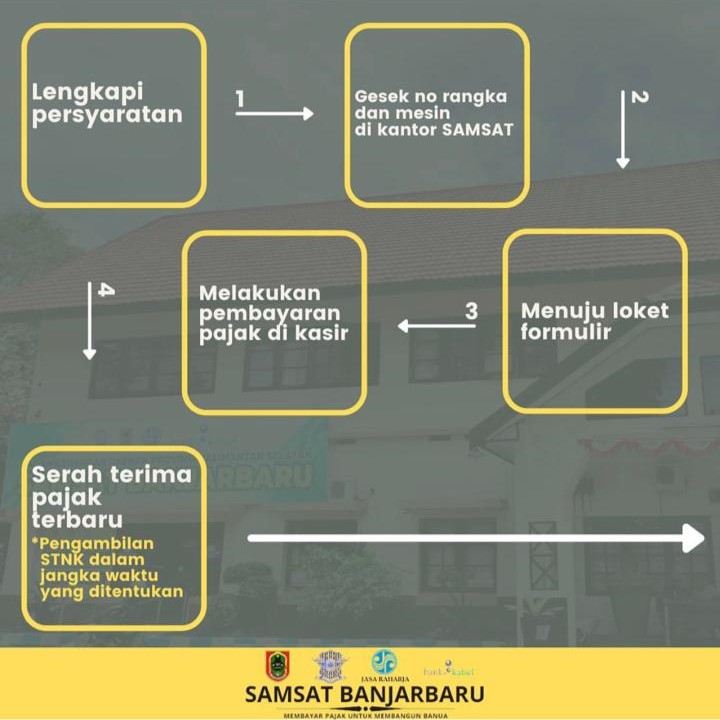 Lengkapi
persyaratan
1
Gesek no rangka
dan mesin
di kantor SAMSAT
2
Menuju loket
formulir
3
Melakukan
pembayaran
pajak di kasir
4
Serah terima
pajak
terbaru
*Pengambilan
STNK dalam
jangka waktu
yang ditentukan
BANJARBARU
JASA RAHARJA
bank kalsel
SAMSAT BANJARBARU
MEMBAYAR PAJAK UNTUK MEMBANGUN BANUA